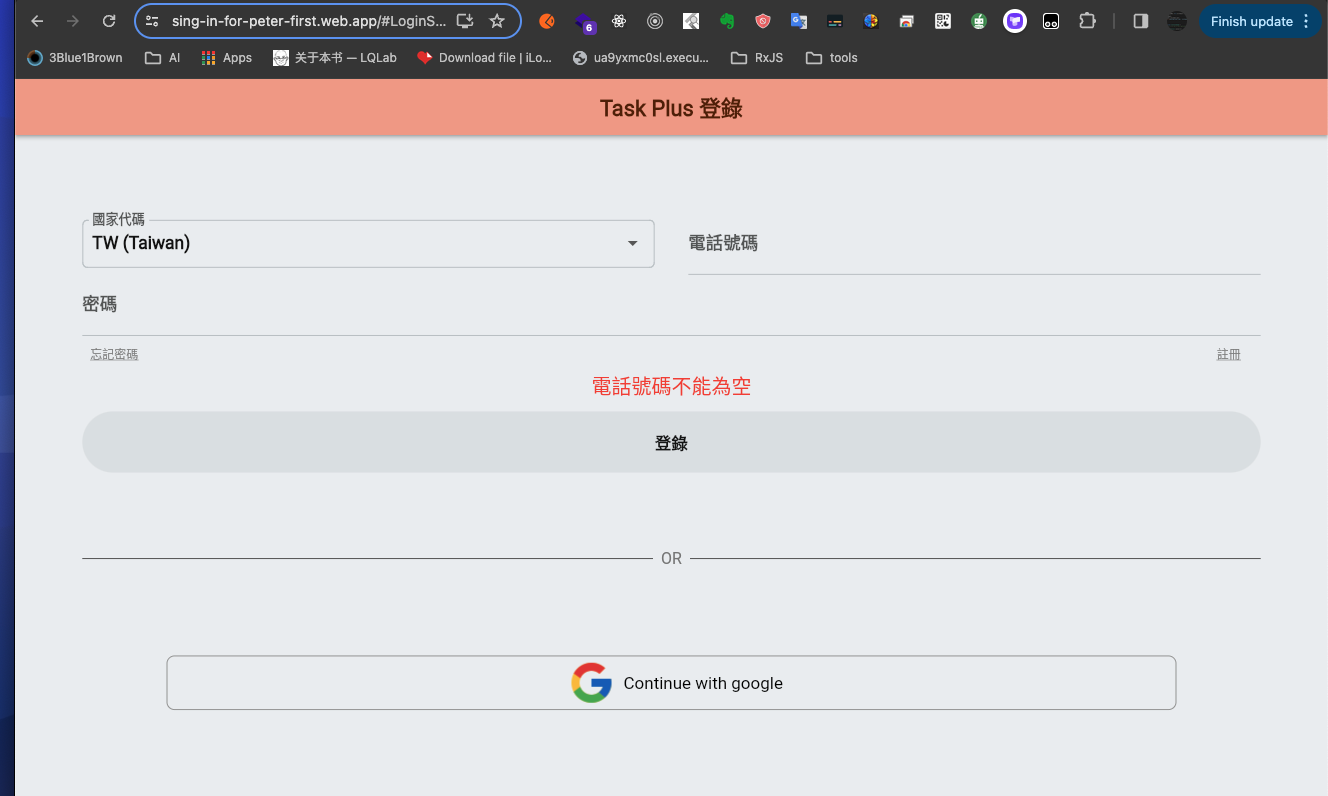 sing-in-for-peter-first.web.app/#LoginS...
6
Finish update
3Blue1Brown
AI
Apps
关于本书 — LQLab
Download file | iLo...
ua9yxmc0sl.execu...
RxJS
tools
Task Plus 登錄
國家代碼
TW (Taiwan)
電話號碼
密碼
忘記密碼
註冊
電話號碼不能為空
登錄
OR
Continue with google